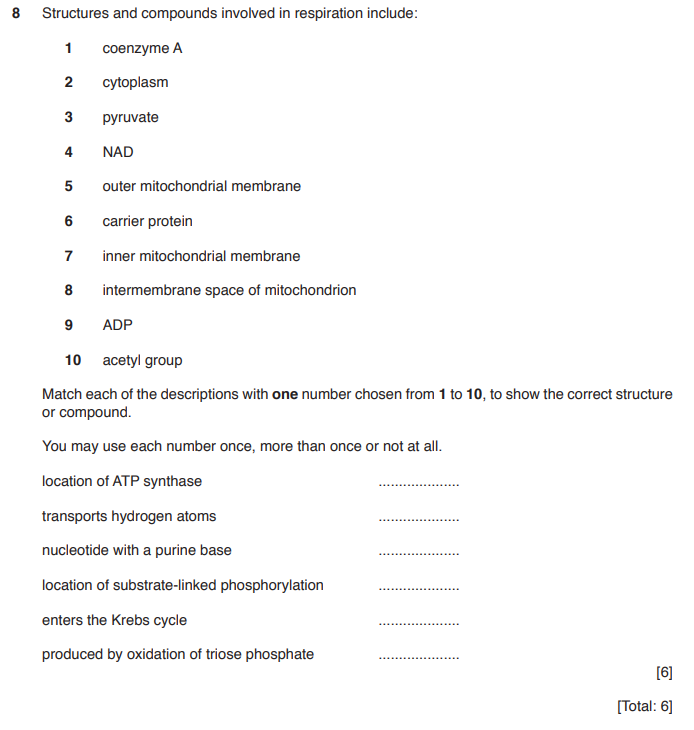 8 Structures and compounds involved in respiration include:
1 coenzyme A
2 cytoplasm
3 pyruvate
4 NAD
5 outer mitochondrial membrane
6 carrier protein
7 inner mitochondrial membrane
8 intermembrane space of mitochondrion
9 ADP
10 acetyl group
Match each of the descriptions with one number chosen from 1 to 10, to show the correct structure
or compound.
You may use each number once, more than once or not at all.
location of ATP synthase ....................
transports hydrogen atoms ....................
nucleotide with a purine base ....................
location of substrate-linked phosphorylation ....................
enters the Krebs cycle ....................
produced by oxidation of triose phosphate ....................
[6]
[Total: 6]